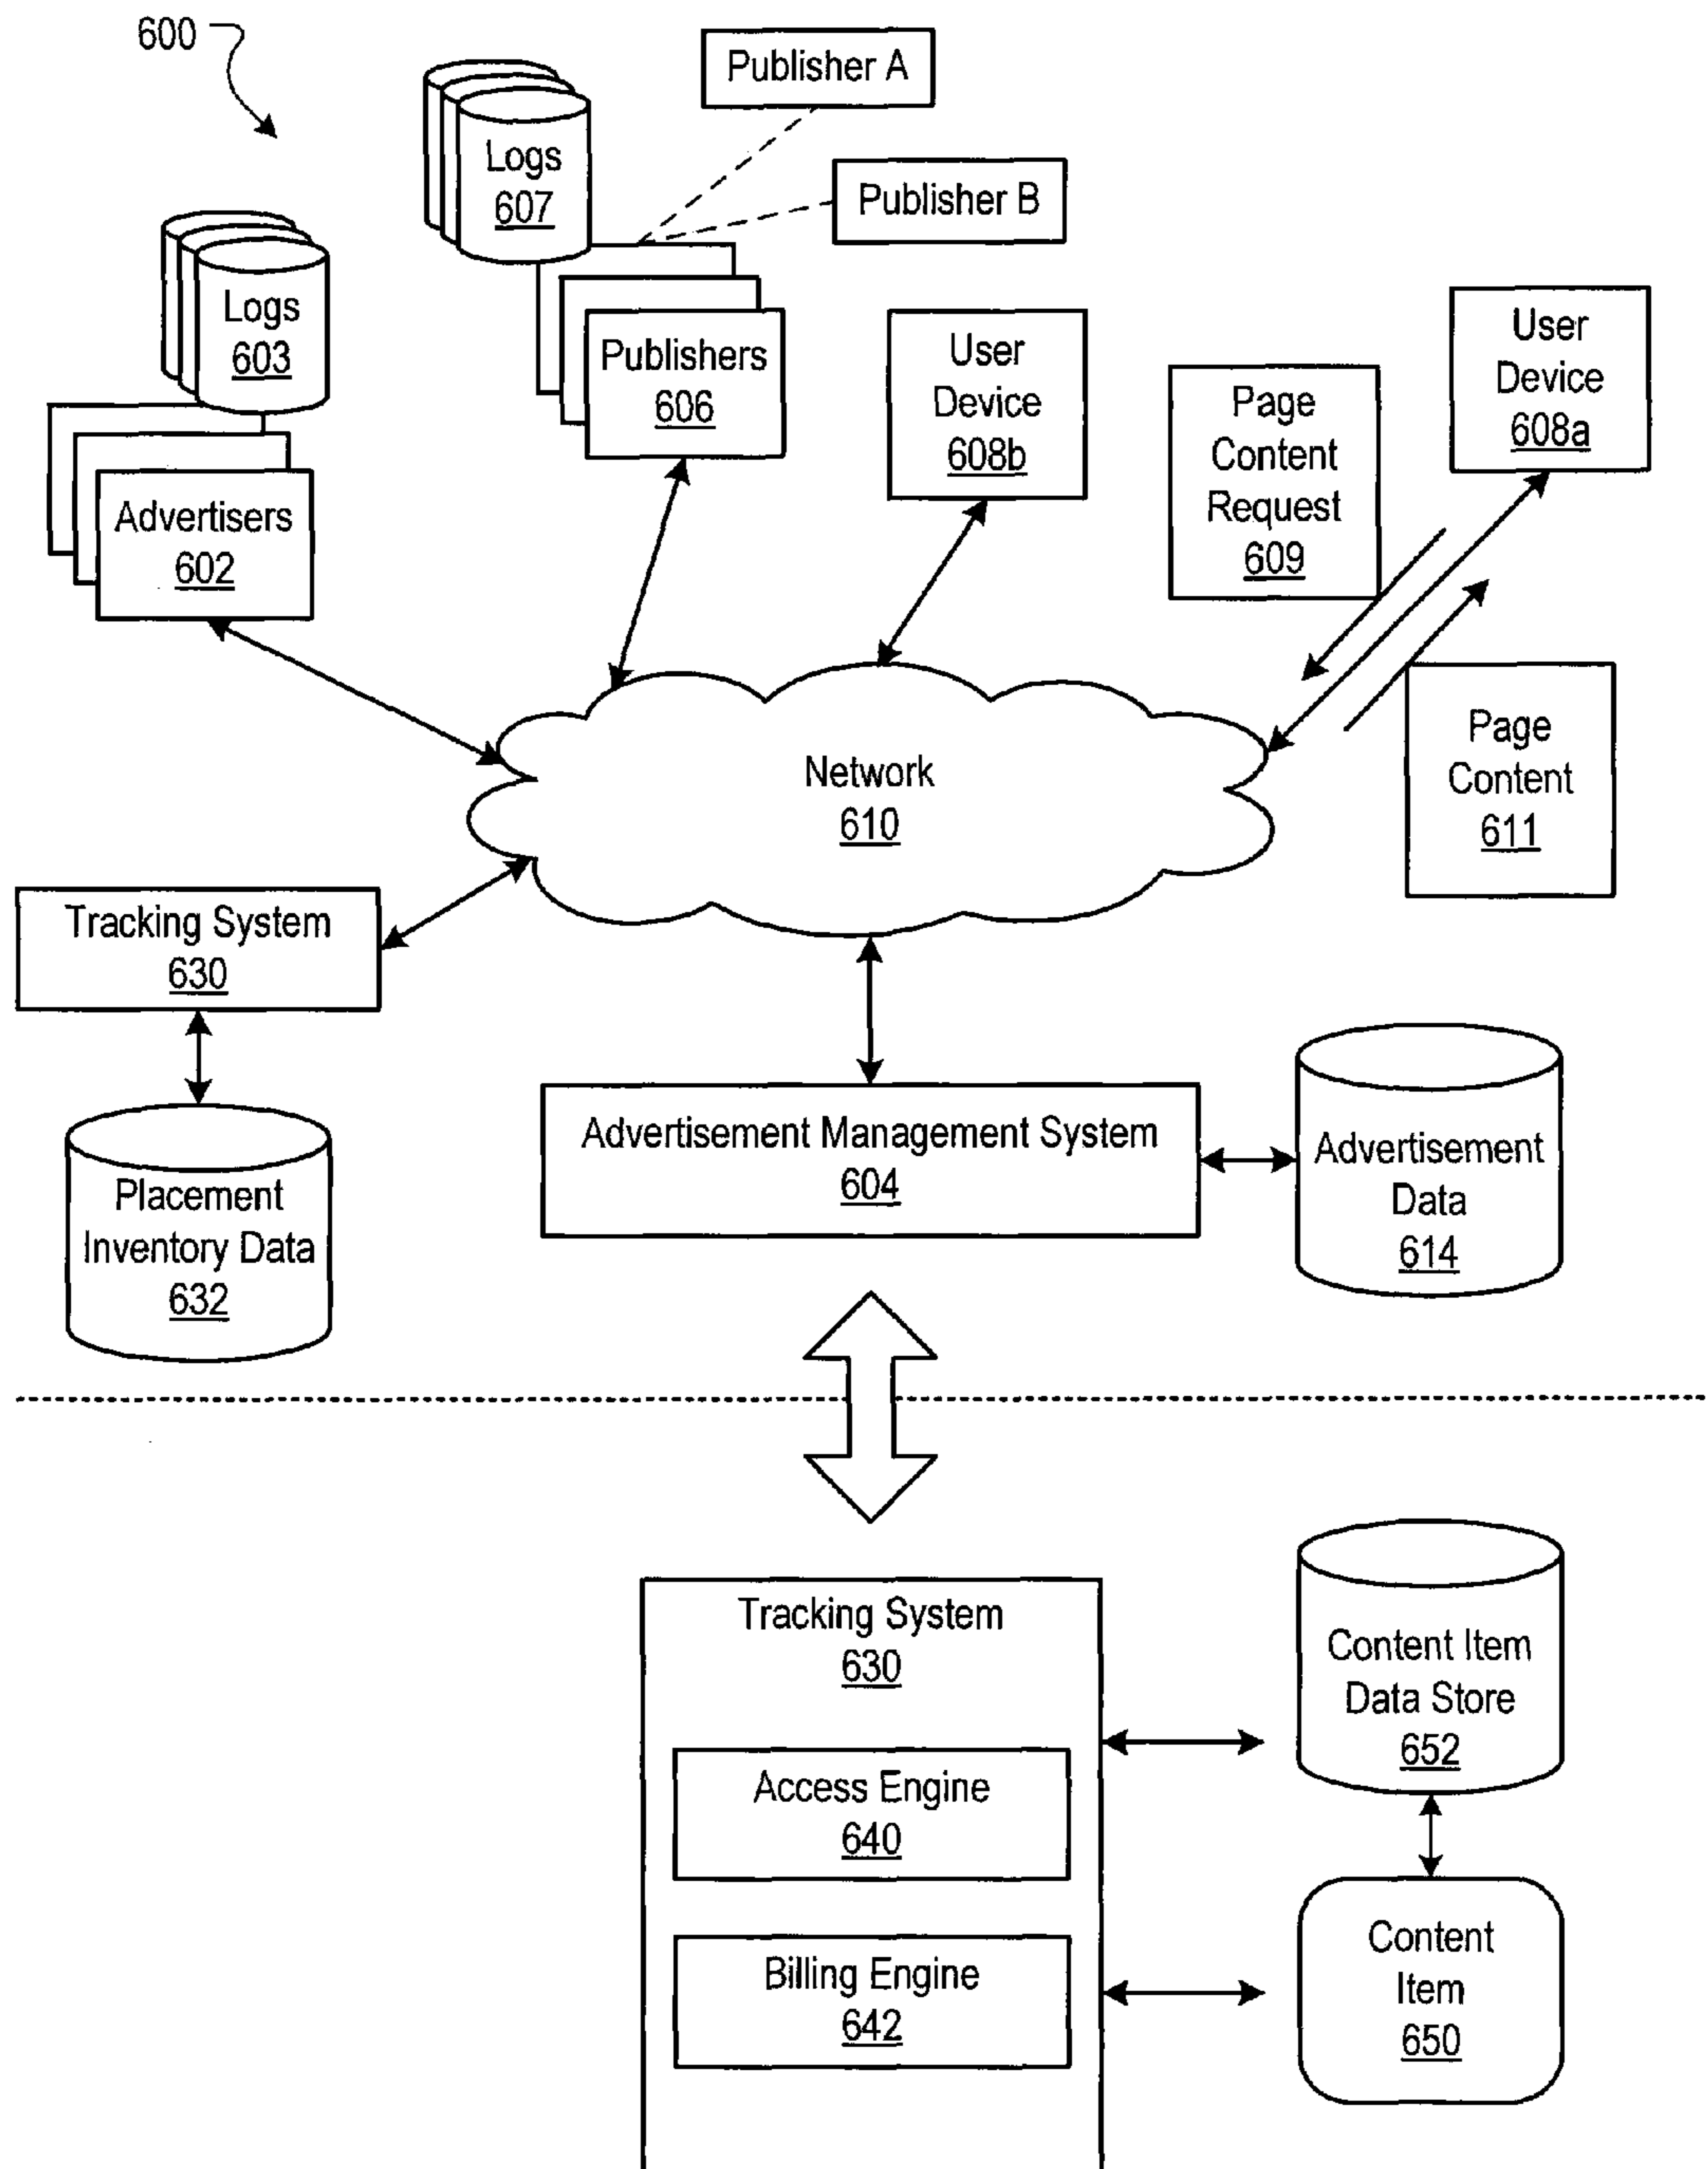 600
Publisher A
Logs
607
Publisher B
Logs
603
Publishers
606
User
Device
608b
Page
Content
Request
609
User
Device
608a
Advertisers
602
Network
610
Page
Content
611
Tracking System
630
Placement
Inventory Data
632
Advertisement Management System
604
Advertisement
Data
614
Tracking System
630
Access Engine
640
Billing Engine
642
Content Item
Data Store
652
Content
Item
650